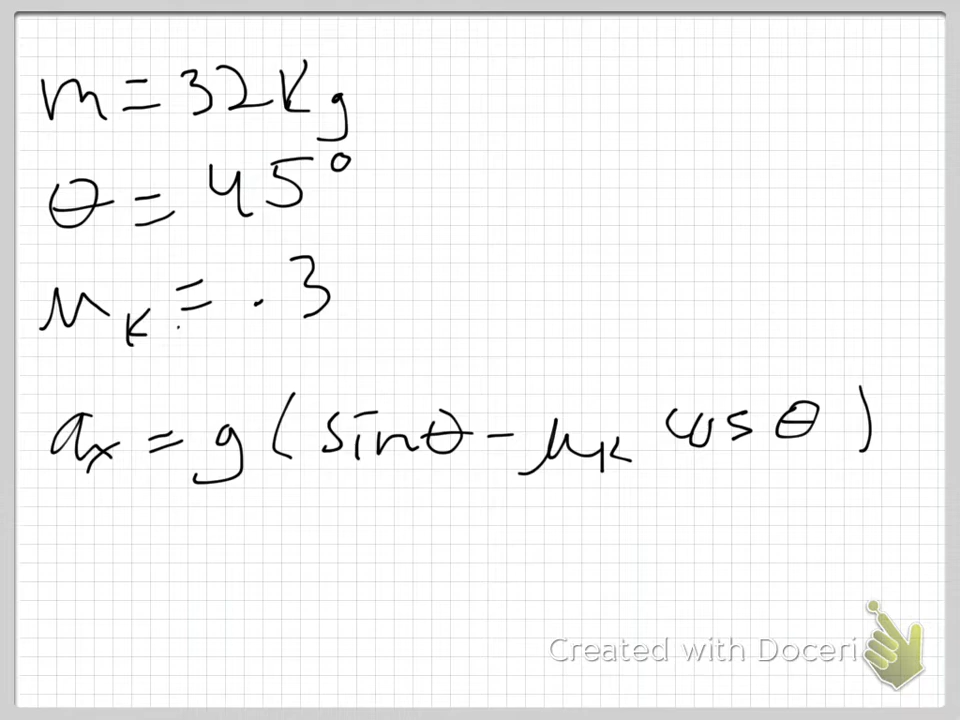 m = 32 Kg
θ = 45°
μK = .3
ax = g ( sinθ - μK cos θ )
Created with Doceri